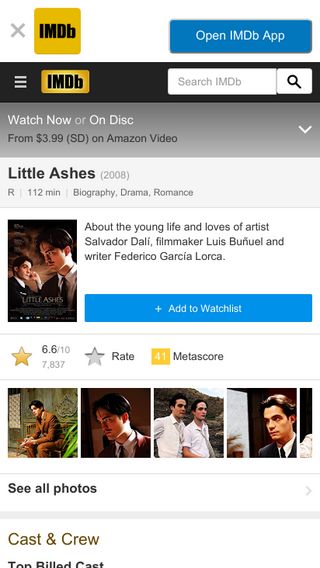 IMDb
Open IMDb App
IMDb
Search IMDb
Watch Now or On Disc
From $3.99 (SD) on Amazon Video
Little Ashes (2008)
R | 112 min | Biography, Drama, Romance
About the young life and loves of artist
Salvador Dalí, filmmaker Luis Buñuel and
writer Federico García Lorca.
LITTLE ASHES
+ Add to Watchlist
6.6/10
7,837
Rate
41 Metascore
See all photos
Cast & Crew
Top Billed Cast